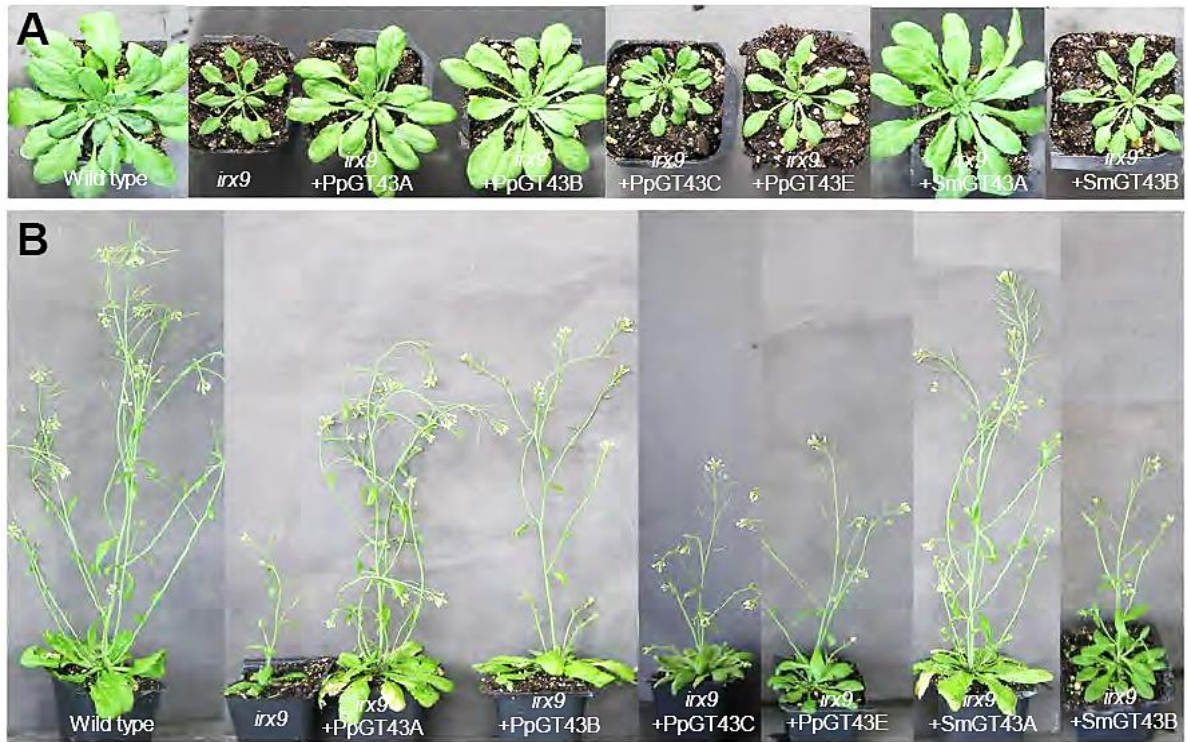 A
Wild type
irx9
irx9
+PpGT43A
irx9
+PpGT43B
irx9
+PpGT43C
irx9
+PpGT43E
irx9
+SmGT43A
irx9
+SmGT43B
B
Wild type
irx9
irx9
+PpGT43A
irx9
+PpGT43B
irx9
+PpGT43C
irx9
+PpGT43E
irx9
+SmGT43A
irx9
+SmGT43B